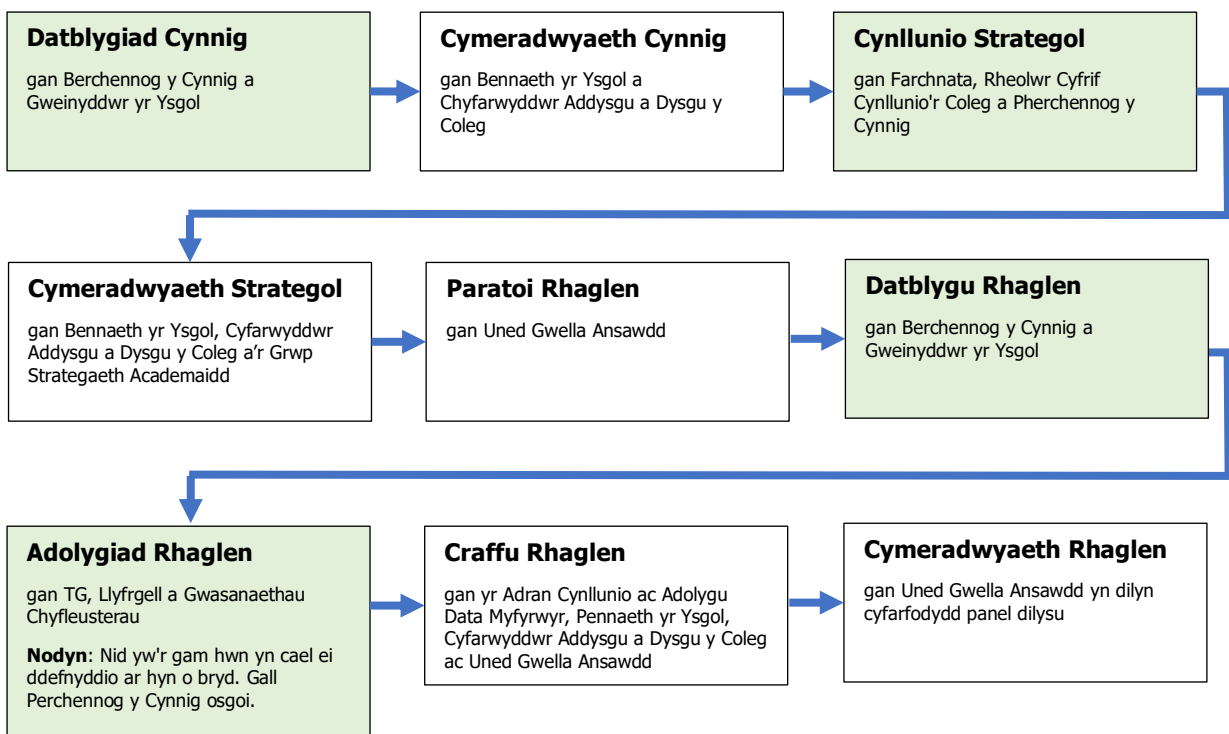 Datblygiad Cynnig
gan Berchennog y Cynnig a
Gweinyddwr yr Ysgol
Cymeradwyaeth Cynnig
gan Bennaeth yr Ysgol a
Chyfarwyddwr Addysgu a Dysgu y
Coleg
Cynllunio Strategol
gan Farchnata, Rheolwr Cyfrif
Cynllunio'r Coleg a Pherchennog y
Cynnig
Cymeradwyaeth Strategol
gan Bennaeth yr Ysgol, Cyfarwyddwr
Addysgu a Dysgu y Coleg a’r Grwp
Strategaeth Academaidd
Paratoi Rhaglen
gan Uned Gwella Ansawdd
Datblygu Rhaglen
gan Berchennog y Cynnig a
Gweinyddwr yr Ysgol
Adolygiad Rhaglen
gan TG, Llyfrgell a Gwasanaethau
Chyfleusterau
Nodyn: Nid yw'r gam hwn yn cael ei
ddefnyddio ar hyn o bryd. Gall
Perchennog y Cynnig osgoi.
Craffu Rhaglen
gan yr Adran Cynllunio ac Adolygu
Data Myfyrwyr, Pennaeth yr Ysgol,
Cyfarwyddwr Addysgu a Dysgu y Coleg
ac Uned Gwella Ansawdd
Cymeradwyaeth Rhaglen
gan Uned Gwella Ansawdd yn dilyn
cyfarfodydd panel dilysu